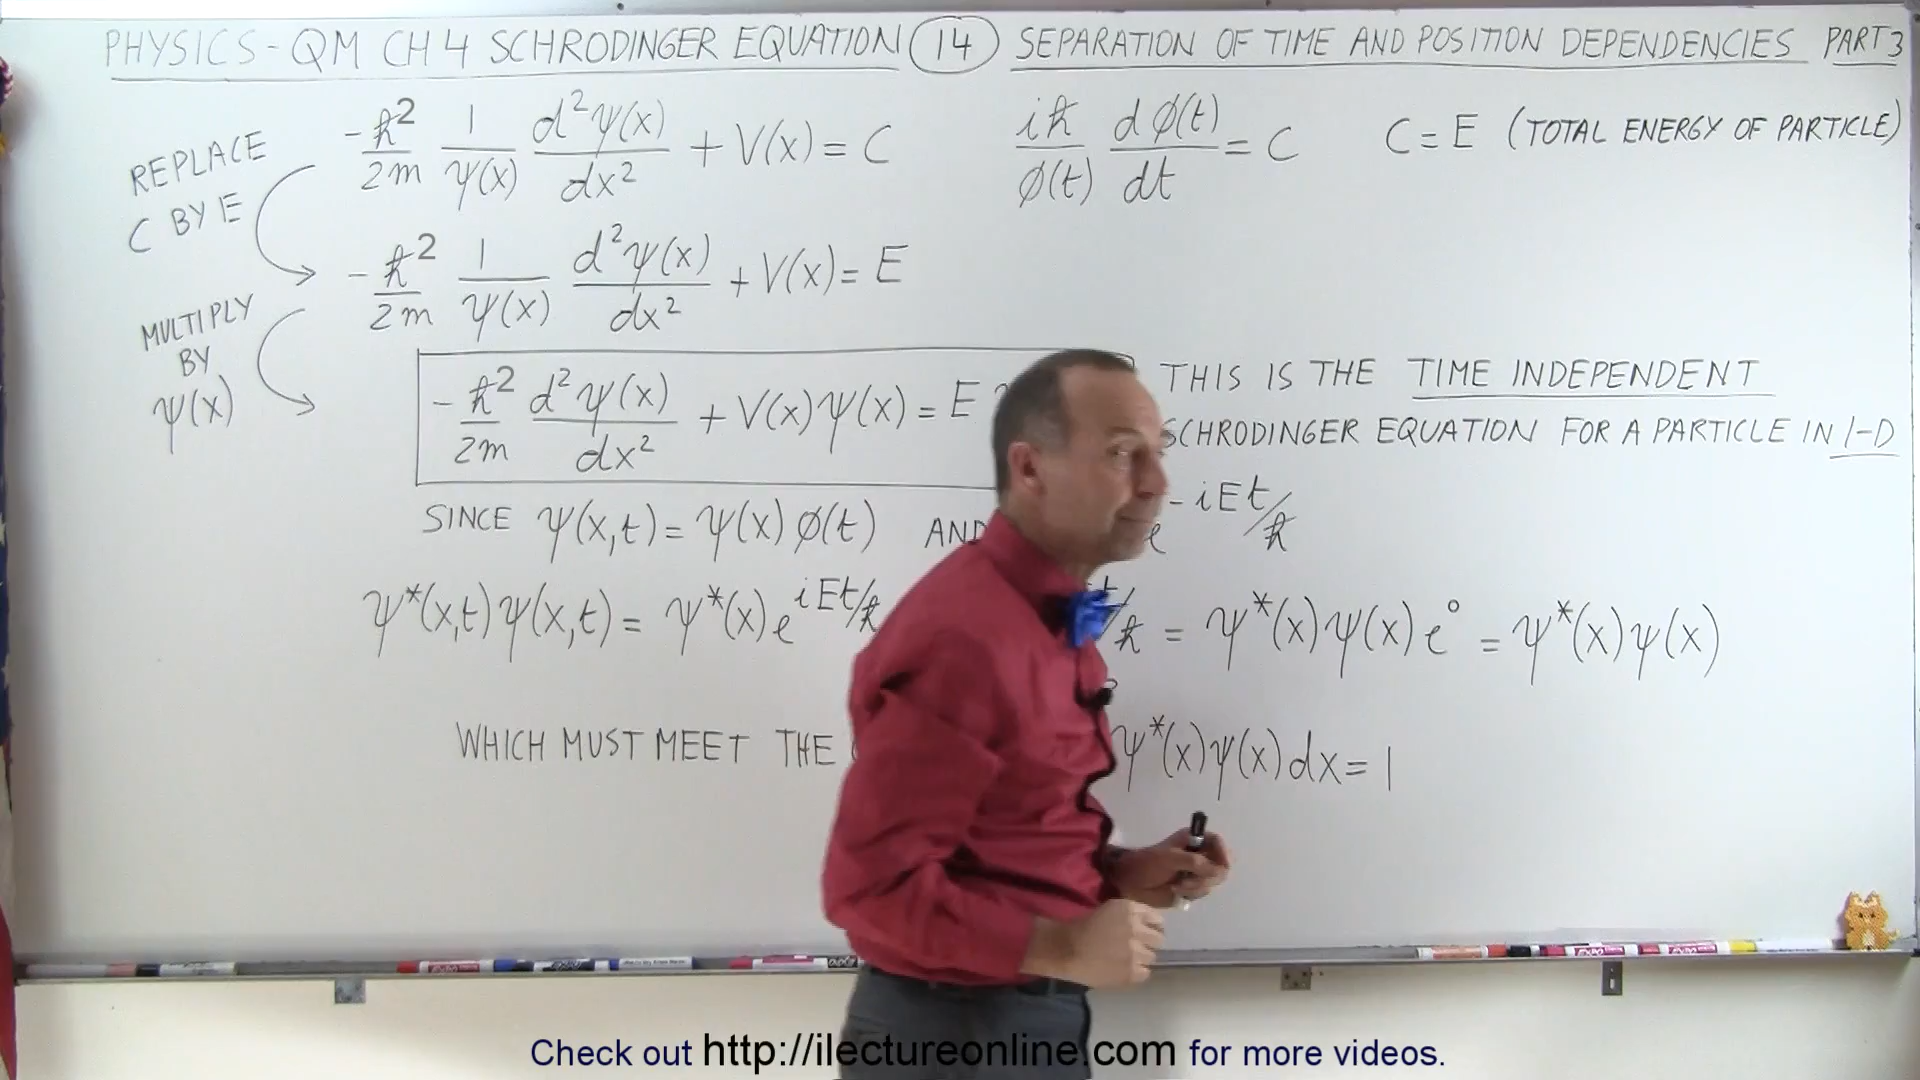 PHYSICS - QM CH 4 SCHRODINGER EQUATION 14 SEPARATION OF TIME AND POSITION DEPENDENCIES PART 3
REPLACE C BY E
-ℏ²/2m 1/ψ(x) d²ψ(x)/dx² + V(x) = C
iℏ/ø(t) dø(t)/dt = C
C = E (TOTAL ENERGY OF PARTICLE)
-ℏ²/2m 1/ψ(x) d²ψ(x)/dx² + V(x) = E
MULTIPLY
BY
ψ(x)
-ℏ²/2m d²ψ(x)/dx² + V(x)ψ(x) = E
THIS IS THE TIME INDEPENDENT
SCHRODINGER EQUATION FOR A PARTICLE IN 1-D
SINCE ψ(x,t) = ψ(x) ø(t) AND e^-iEt/ℏ
ψ*(x,t)ψ(x,t) = ψ*(x)e^iEt/ℏ t/ℏ = ψ*(x)ψ(x)e° = ψ*(x)ψ(x)
WHICH MUST MEET THE ψ*(x)ψ(x)dx = 1
EXPO
Check out http://ilectureonline.com for more videos.